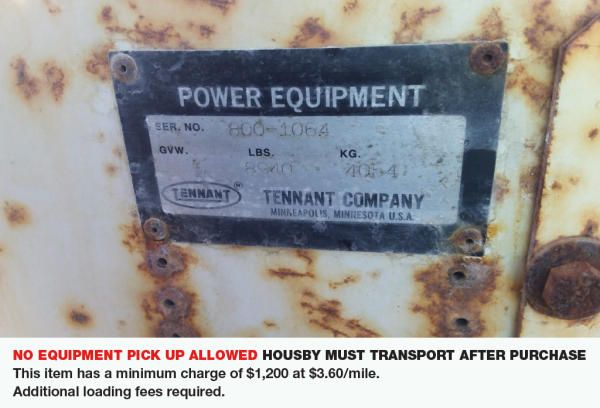 POWER EQUIPMENT
SER. NO. 800-1064
GVW. LBS. KG.
8940 4054
TENNANT® TENNANT COMPANY
MINNEAPOLIS, MINNESOTA U.S.A.
NO EQUIPMENT PICK UP ALLOWED HOUSBY MUST TRANSPORT AFTER PURCHASE
This item has a minimum charge of $1,200 at $3.60/mile.
Additional loading fees required.